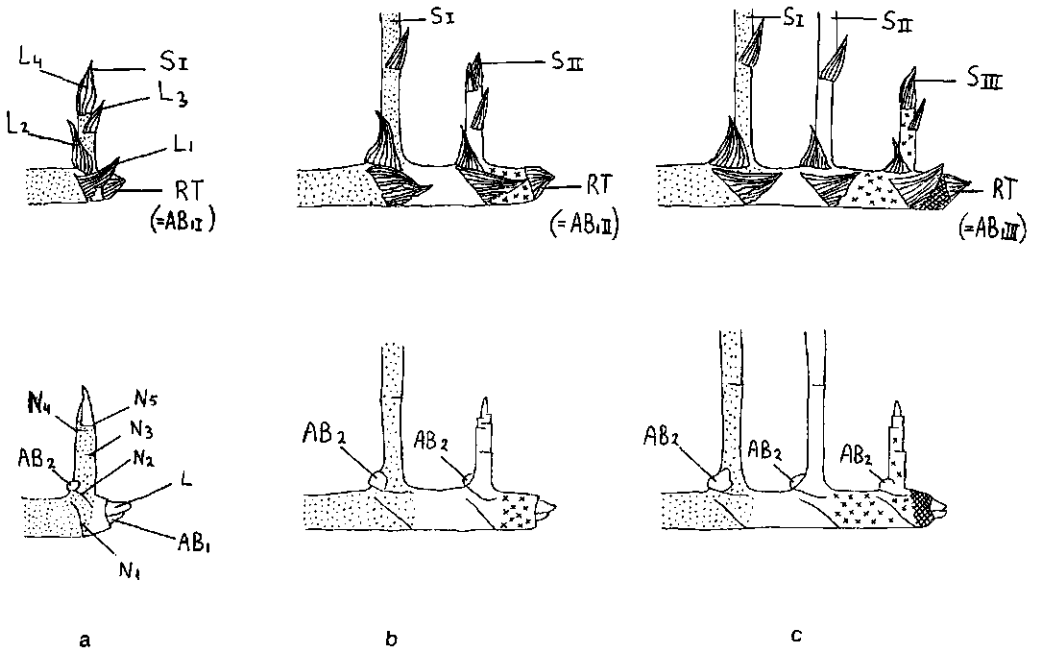 L4
SI
L3
L2
L1
RT
(=AB1II)
SI
SII
RT
(=AB1II)
SI
SII
SIII
RT
(=AB1III)
N4
N5
N3
AB2
N2
L
AB1
N1
AB2
AB2
AB2
AB2
AB2
a
b
c